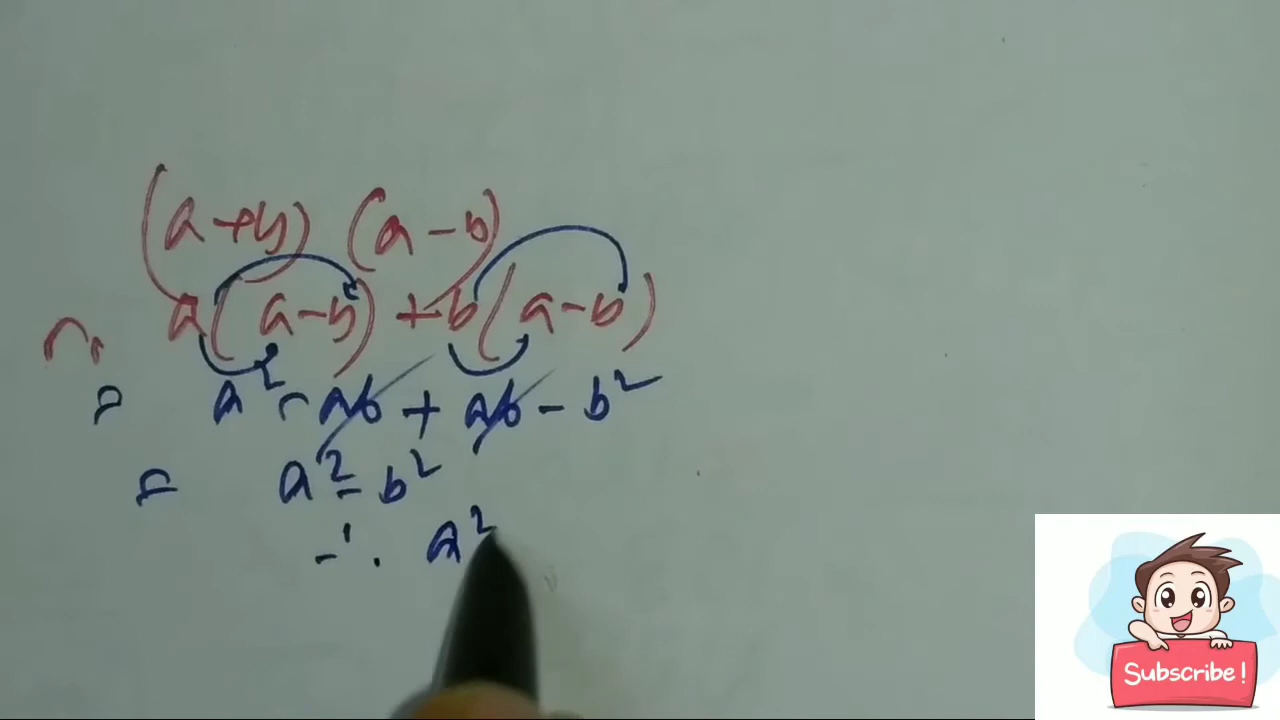 (a+b) (a-b)
= a(a-b) + b(a-b)
= a² - ab + ab - b²
= a² - b²
∴ a²
Subscribe!